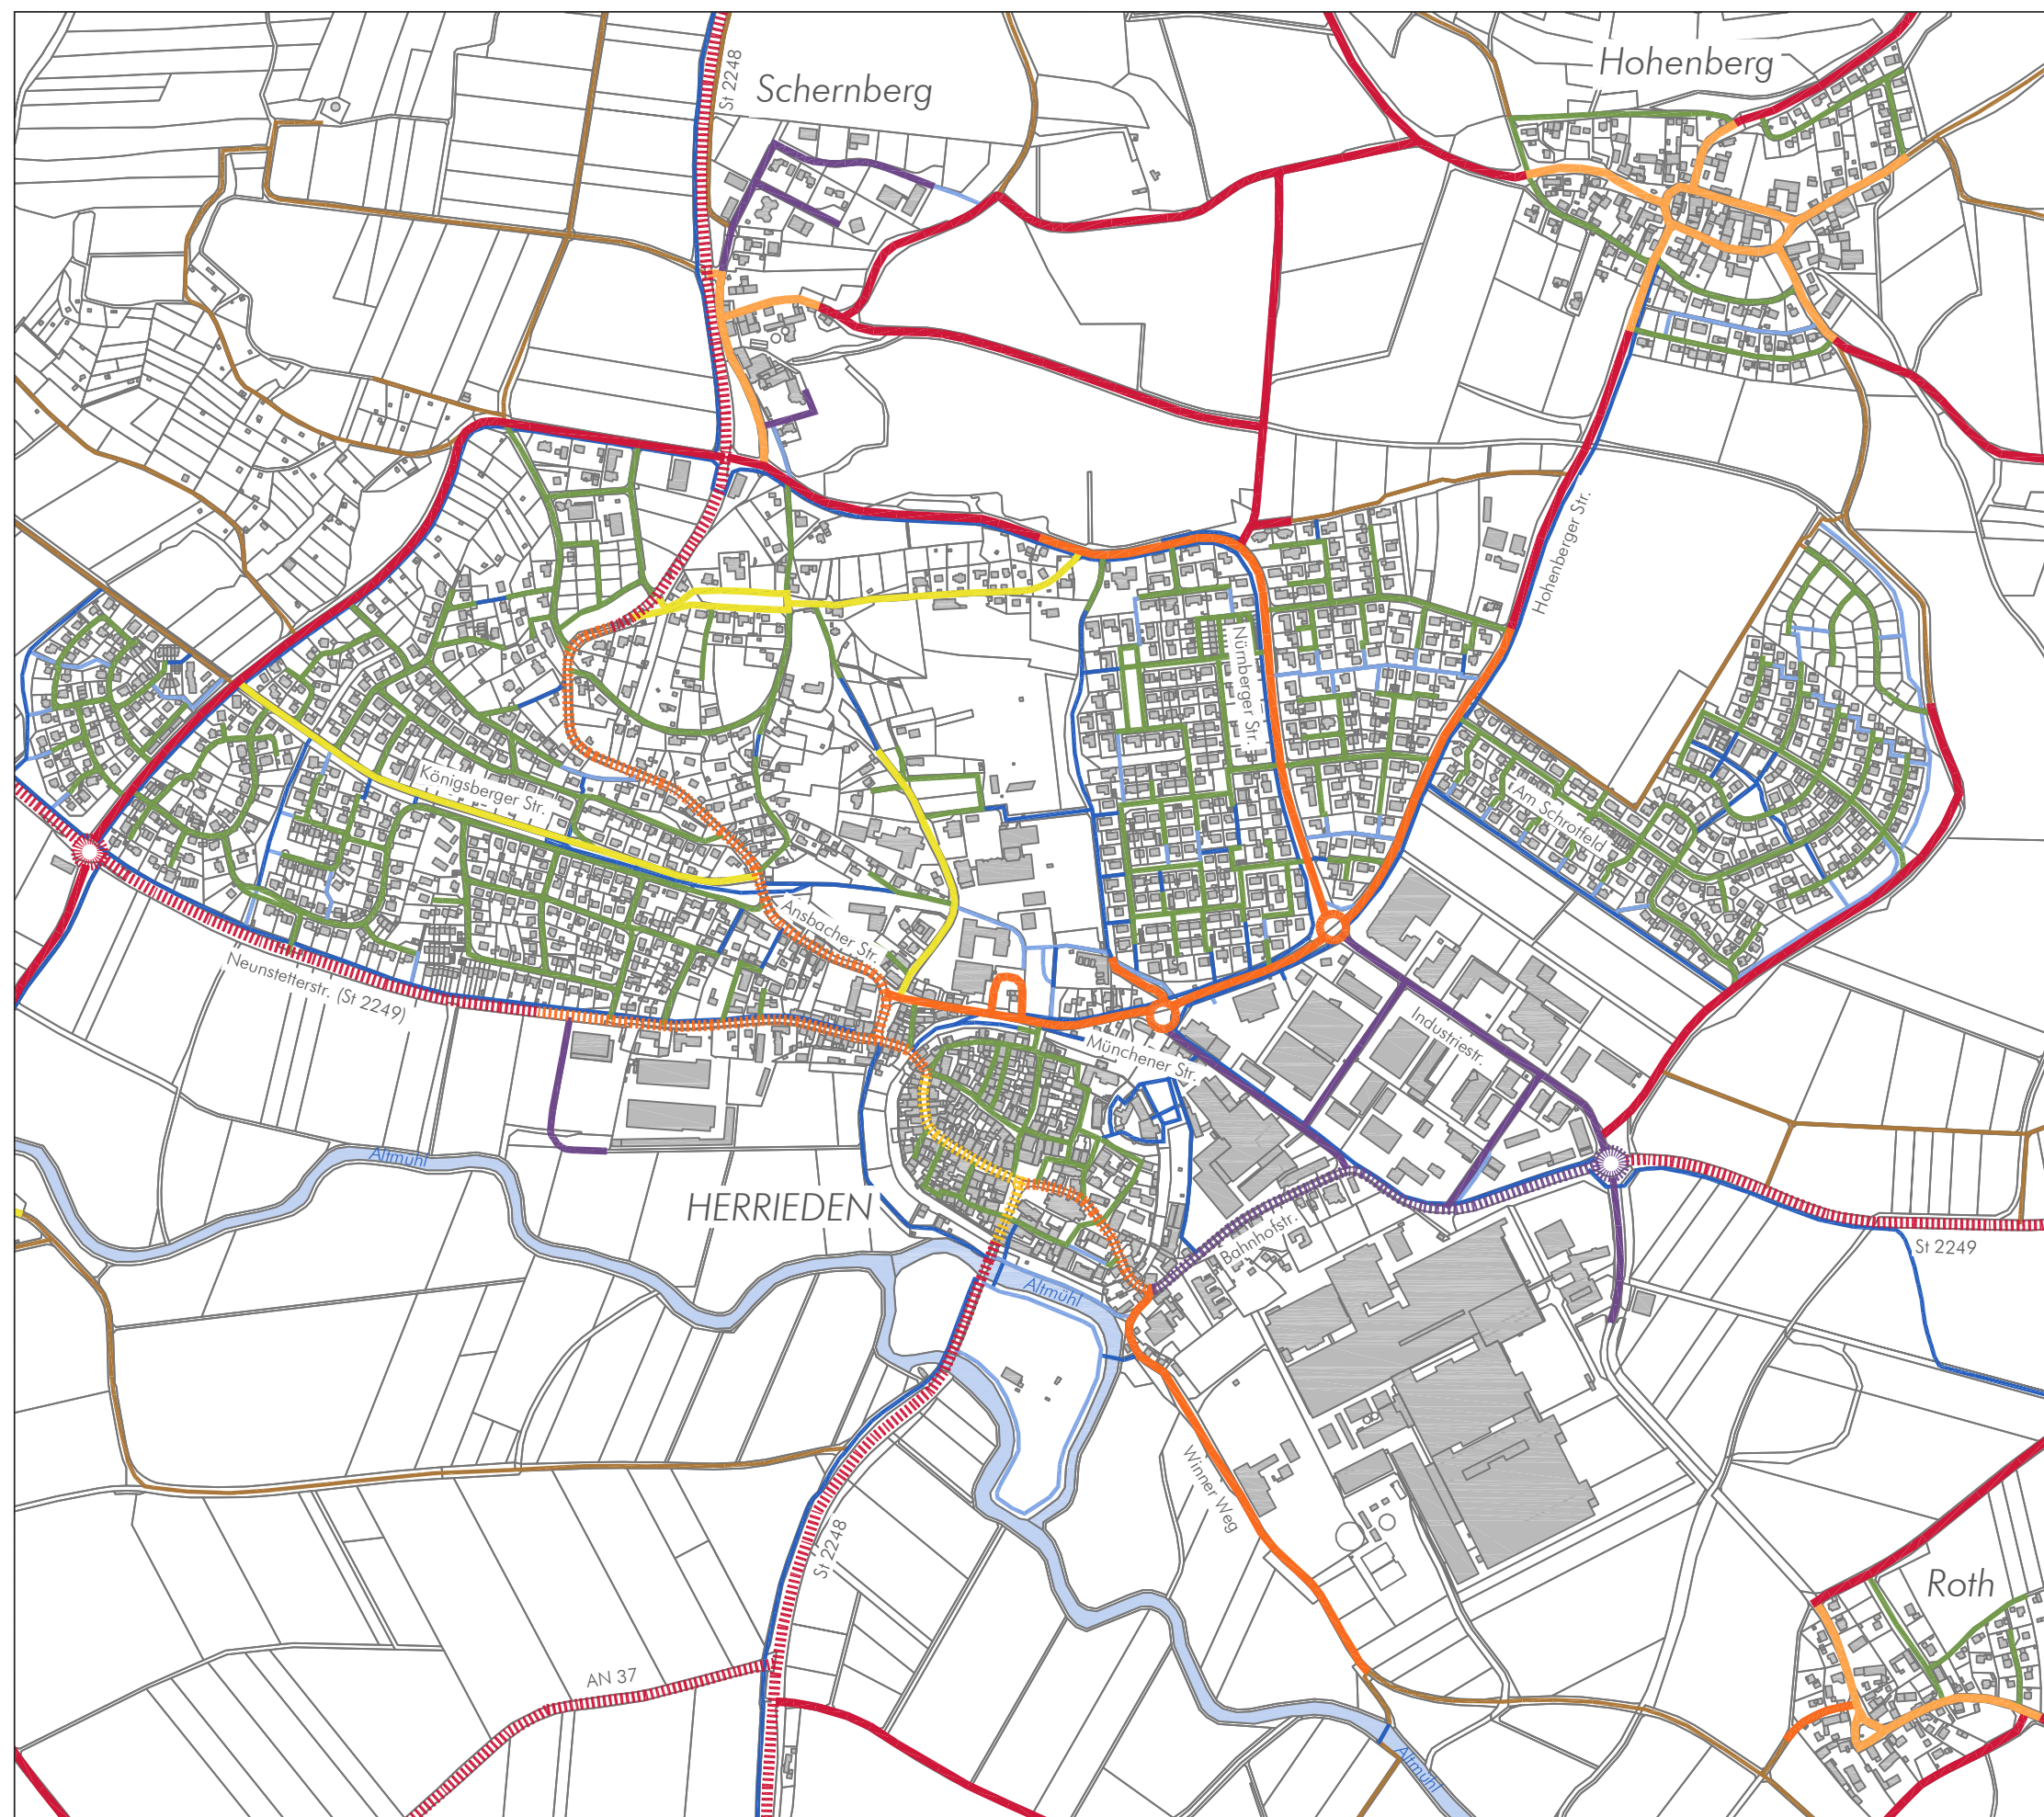 St 2248
Schernberg
Hohenberg
Hohenberger Str.
Nürnberger Str.
Königsberger Str.
Am Schrotfeld
Ansbacher Str.
Neunstetterstr. (St 2249)
Industriestr.
Münchener Str.
Altmühl
HERRIEDEN
Bahnhofstr.
St 2249
Altmühl
Winner Weg
St 2248
Roth
AN 37
Altmühl